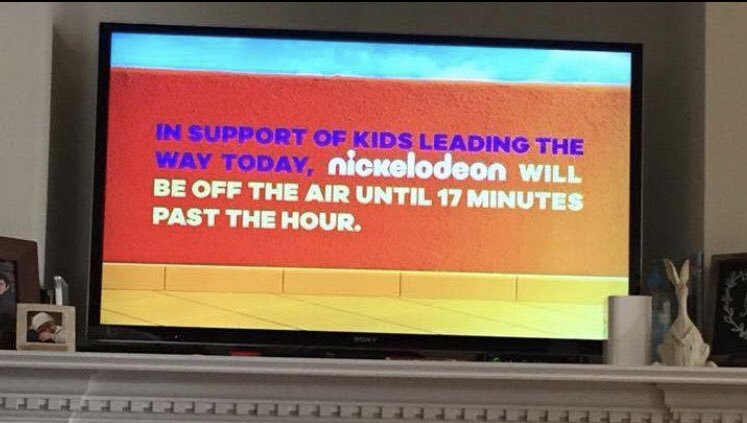 IN SUPPORT OF KIDS LEADING THE
WAY TODAY, nickelodeon WILL
BE OFF THE AIR UNTIL 17 MINUTES
PAST THE HOUR.
SONY